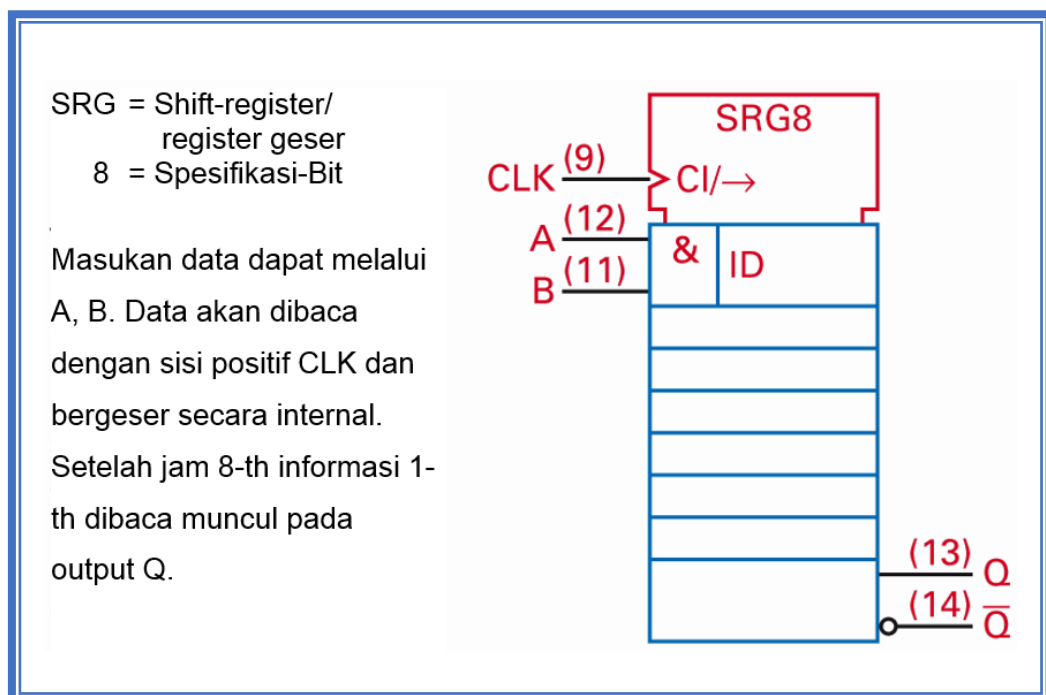 SRG = Shift-register/
register geser
8 = Spesifikasi-Bit
Masukan data dapat melalui
A, B. Data akan dibaca
dengan sisi positif CLK dan
bergeser secara internal.
Setelah jam 8-th informasi 1-
th dibaca muncul pada
output Q.
SRG8
CLK (9) CI/→
A (12) & ID
B (11)
(13) Q
(14) Q̅